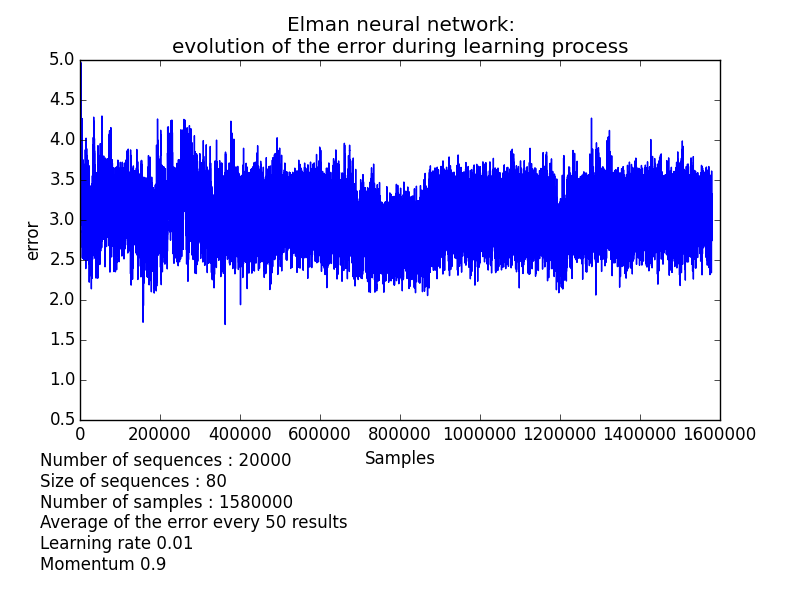 Elman neural network:
evolution of the error during learning process
5.0
4.5
4.0
3.5
3.0
2.5
2.0
1.5
1.0
0.5
error
0 200000 400000 600000 800000 1000000 1200000 1400000 1600000
Samples
Number of sequences : 20000
Size of sequences : 80
Number of samples : 1580000
Average of the error every 50 results
Learning rate 0.01
Momentum 0.9